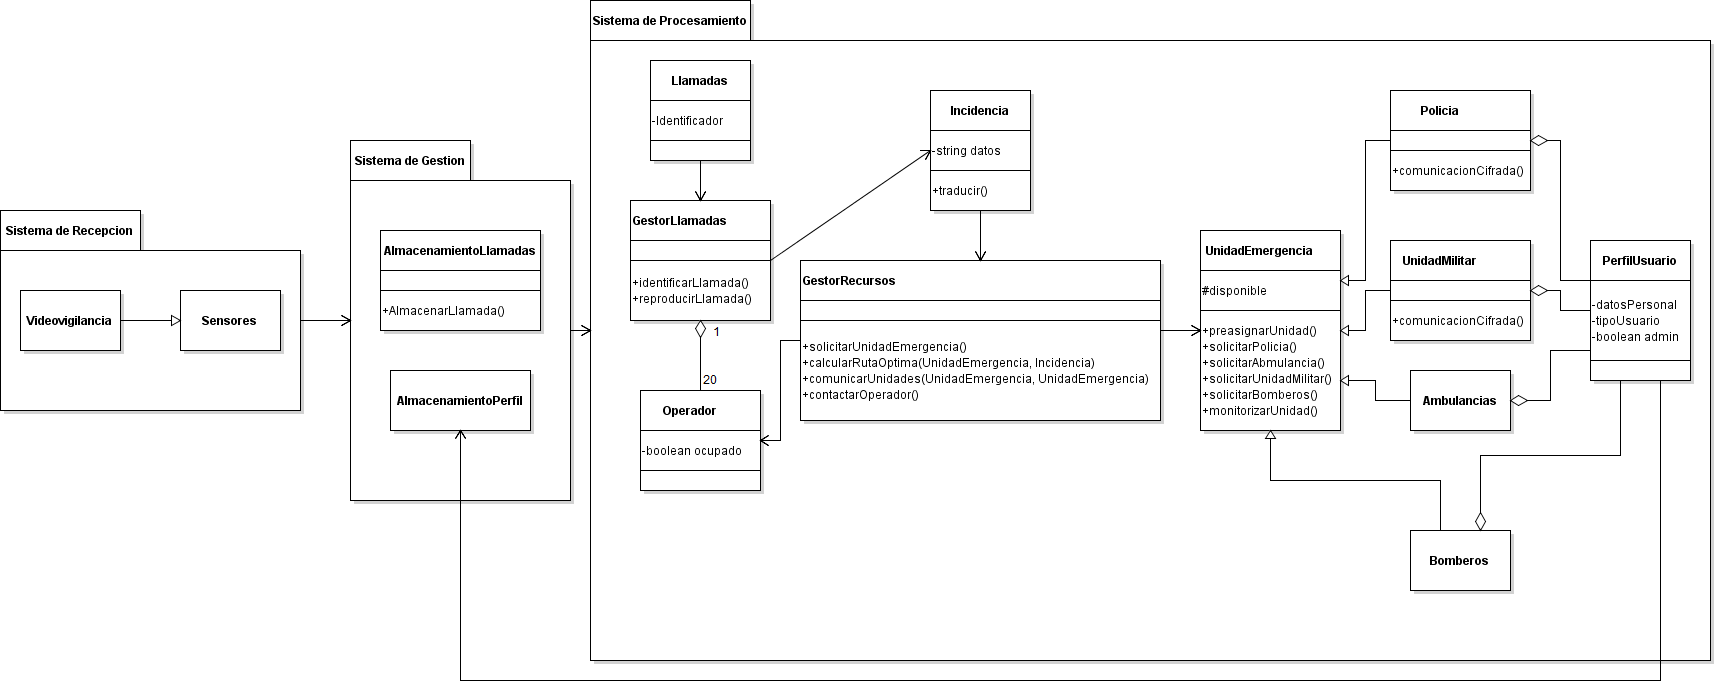 Sistema de Procesamiento
Llamadas
-Identificador
Incidencia
-string datos
+traducir()
Policia
+comunicacionCifrada()
Sistema de Gestion
Sistema de Recepcion
Videovigilancia
Sensores
AlmacenamientoLlamadas
+AlmacenarLlamada()
AlmacenamientoPerfil
GestorLlamadas
+identificarLlamada()
+reproducirLlamada()
1
20
Operador
-boolean ocupado
GestorRecursos
+solicitarUnidadEmergencia()
+calcularRutaOptima(UnidadEmergencia, Incidencia)
+comunicarUnidades(UnidadEmergencia, UnidadEmergencia)
+contactarOperador()
UnidadEmergencia
#disponible
+preasignarUnidad()
+solicitarPolicia()
+solicitarAbmulancia()
+solicitarUnidadMilitar()
+solicitarBomberos()
+monitorizarUnidad()
UnidadMilitar
+comunicacionCifrada()
PerfilUsuario
-datosPersonal
-tipoUsuario
-boolean admin
Ambulancias
Bomberos